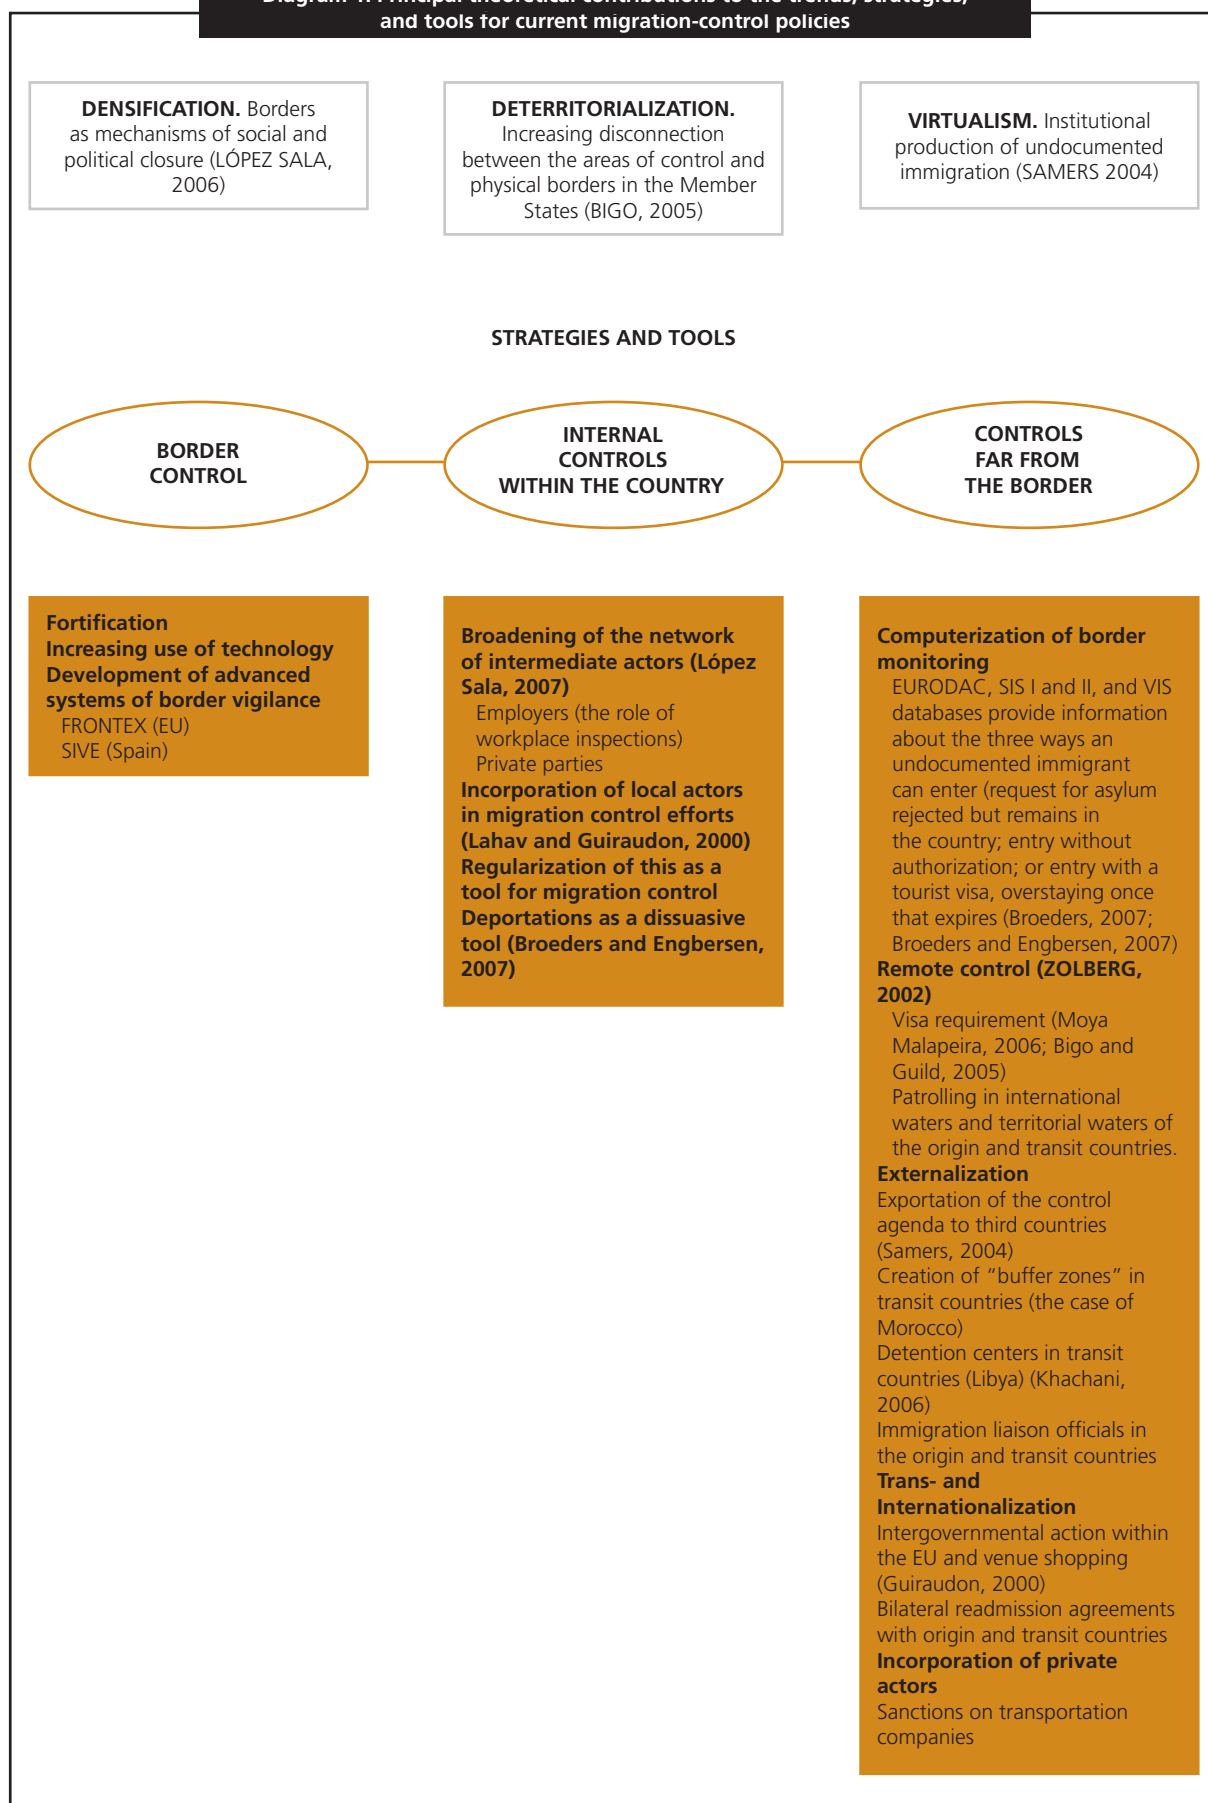 Diagram 1. Principal theoretical contributions to the trends, strategies,
and tools for current migration-control policies
DENSIFICATION. Borders
as mechanisms of social and
political closure (LÓPEZ SALA,
2006)
DETERRITORIALIZATION.
Increasing disconnection
between the areas of control and
physical borders in the Member
States (BIGO, 2005)
VIRTUALISM. Institutional
production of undocumented
immigration (SAMERS 2004)
STRATEGIES AND TOOLS
BORDER
CONTROL
INTERNAL
CONTROLS
WITHIN THE COUNTRY
CONTROLS
FAR FROM
THE BORDER
Fortification
Increasing use of technology
Development of advanced
systems of border vigilance
FRONTEX (EU)
SIVE (Spain)
Broadening of the network
of intermediate actors (López
Sala, 2007)
Employers (the role of
workplace inspections)
Private parties
Incorporation of local actors
in migration control efforts
(Lahav and Guiraudon, 2000)
Regularization of this as a
tool for migration control
Deportations as a dissuasive
tool (Broeders and Engbersen,
2007)
Computerization of border
monitoring
EURODAC, SIS I and II, and VIS
databases provide information
about the three ways an
undocumented immigrant
can enter (request for asylum
rejected but remains in
the country; entry without
authorization; or entry with a
tourist visa, overstaying once
that expires (Broeders, 2007;
Broeders and Engbersen, 2007)
Remote control (ZOLBERG,
2002)
Visa requirement (Moya
Malapeira, 2006; Bigo and
Guild, 2005)
Patrolling in international
waters and territorial waters of
the origin and transit countries.
Externalization
Exportation of the control
agenda to third countries
(Samers, 2004)
Creation of “buffer zones” in
transit countries (the case of
Morocco)
Detention centers in transit
countries (Libya) (Khachani,
2006)
Immigration liaison officials in
the origin and transit countries
Trans- and
Internationalization
Intergovernmental action within
the EU and venue shopping
(Guiraudon, 2000)
Bilateral readmission agreements
with origin and transit countries
Incorporation of private
actors
Sanctions on transportation
companies